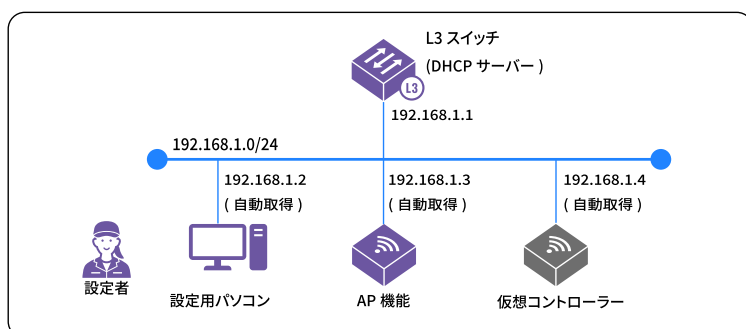 L3 スイッチ
(DHCP サーバー )
L3
192.168.1.1
192.168.1.0/24
192.168.1.2
( 自動取得 )
192.168.1.3
( 自動取得 )
192.168.1.4
( 自動取得 )
設定者
設定用パソコン
AP 機能
仮想コントローラー